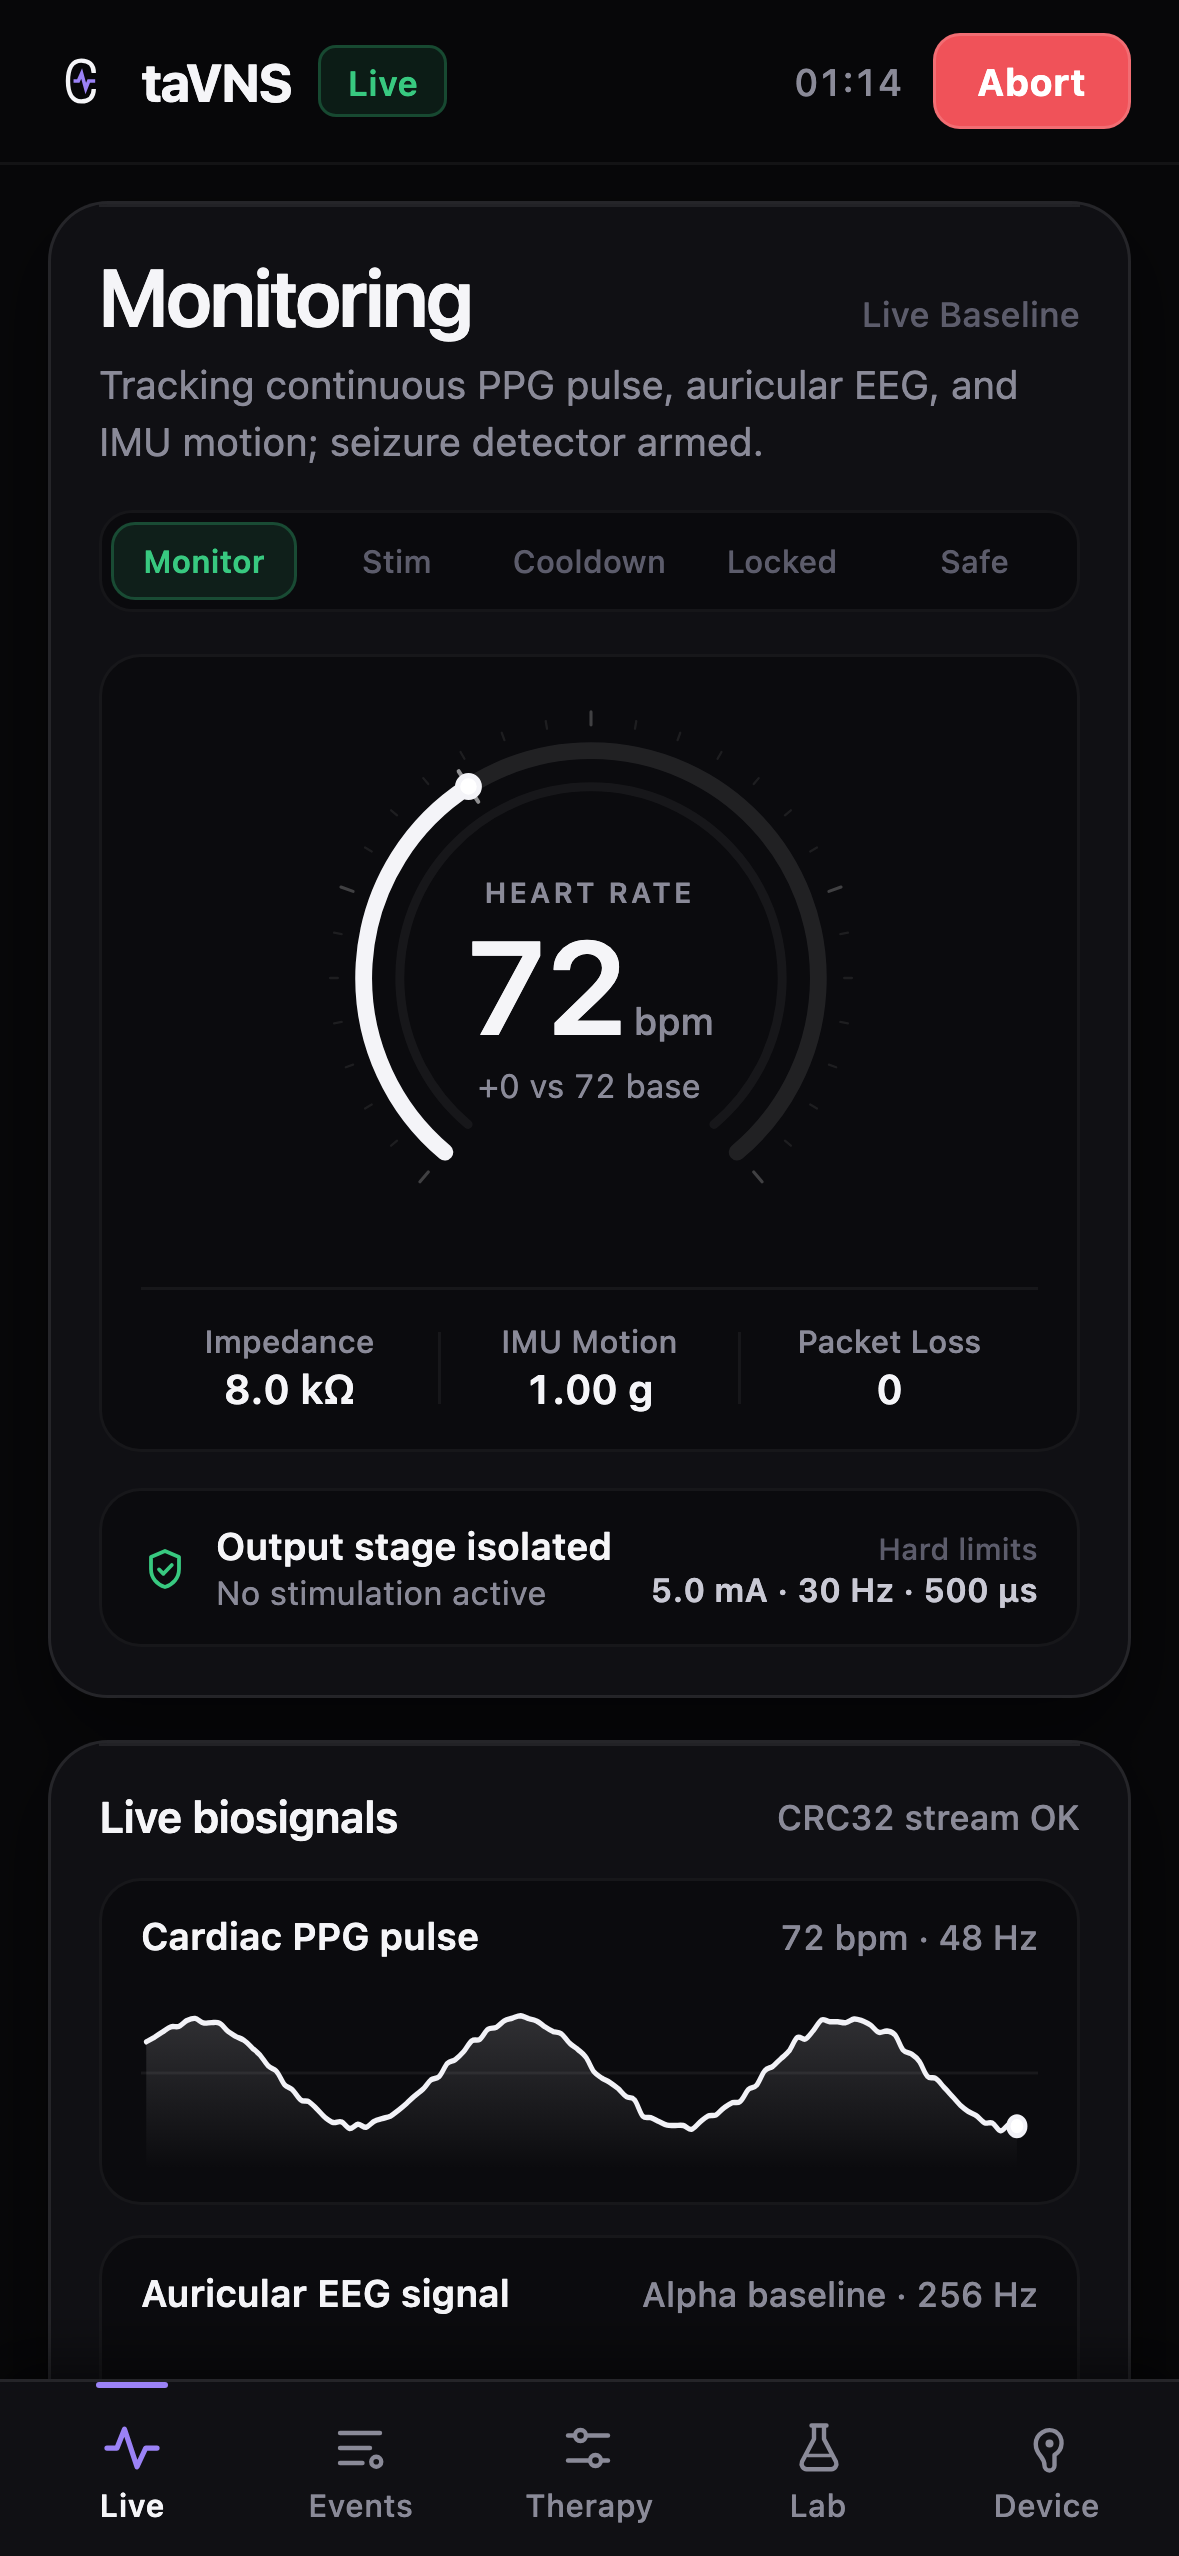 taVNS
Live
01:14
Abort
Monitoring
Live Baseline
Tracking continuous PPG pulse, auricular EEG, and
IMU motion; seizure detector armed.
Monitor
Stim
Cooldown
Locked
Safe
HEART RATE
72 bpm
+0 vs 72 base
Impedance
8.0 kΩ
IMU Motion
1.00 g
Packet Loss
0
Output stage isolated
No stimulation active
Hard limits
5.0 mA · 30 Hz · 500 µs
Live biosignals
CRC32 stream OK
Cardiac PPG pulse
72 bpm · 48 Hz
Auricular EEG signal
Alpha baseline · 256 Hz
Live
Events
Therapy
Lab
Device